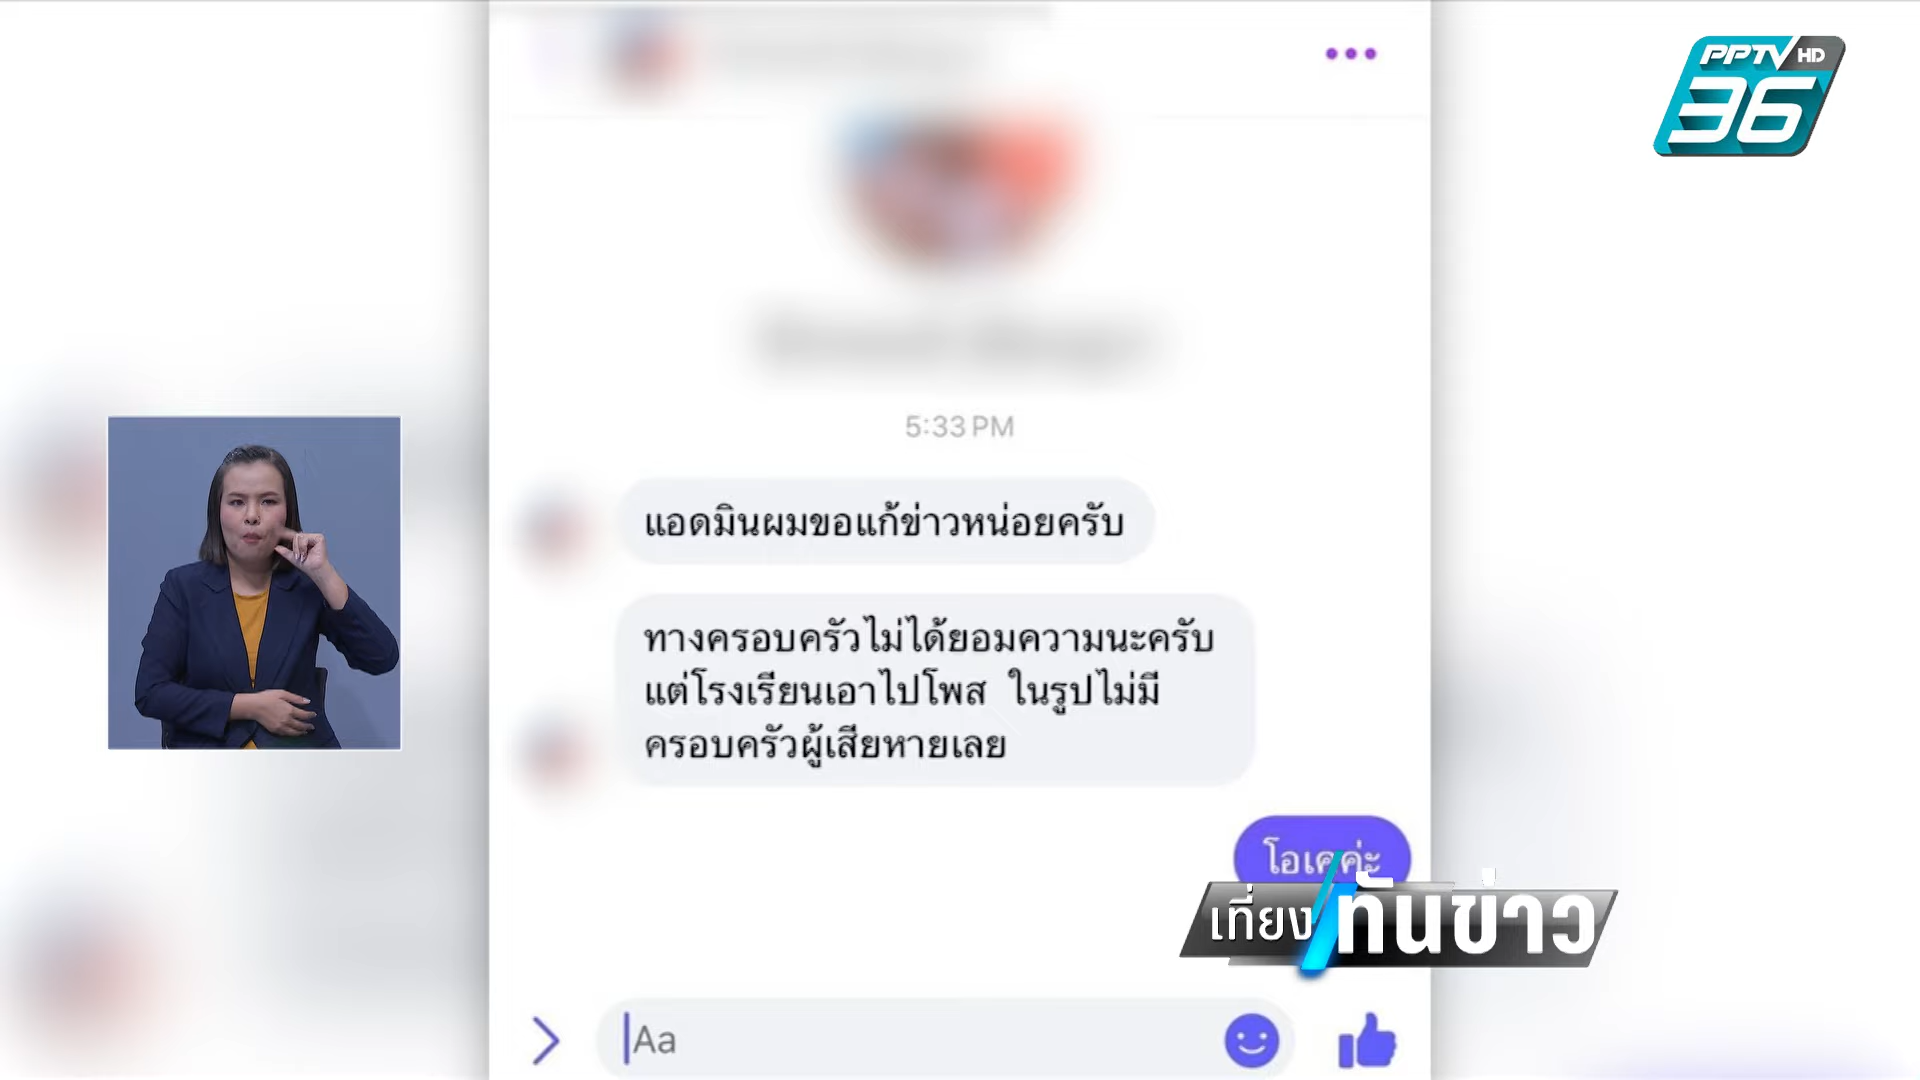 PPTV HD
36
5:33 PM
แอดมินผมขอแก้ข่าวหน่อยครับ
ทางครอบครัวไม่ได้ยอมความนะครับ
แต่โรงเรียนเอาไปโพส ในรูปไม่มี
ครอบครัวผู้เสียหายเลย
โอเคค่ะ
เที่ยง ทันข่าว
Aa